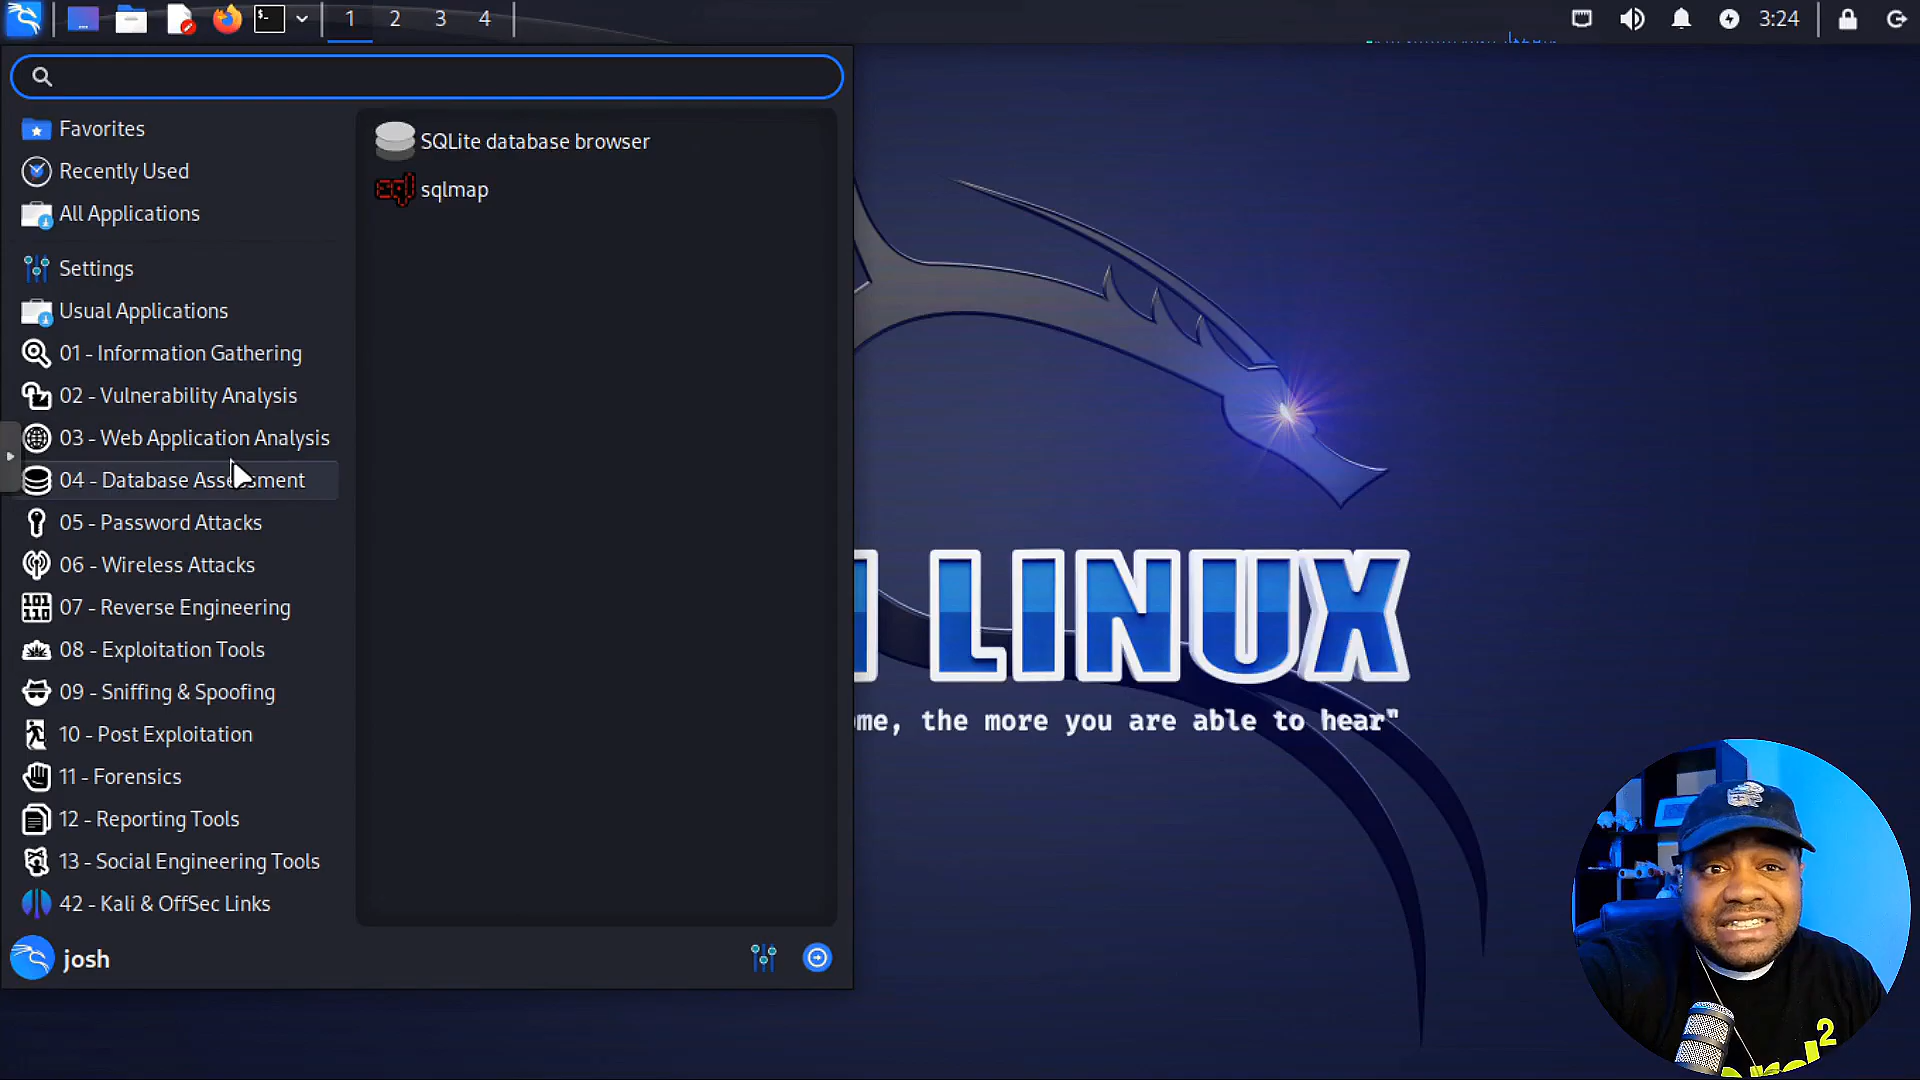 1 2 3 4 3:24
Favorites
Recently Used
All Applications
Settings
Usual Applications
01 - Information Gathering
02 - Vulnerability Analysis
03 - Web Application Analysis
04 - Database Assessment
05 - Password Attacks
06 - Wireless Attacks
07 - Reverse Engineering
08 - Exploitation Tools
09 - Sniffing & Spoofing
10 - Post Exploitation
11 - Forensics
12 - Reporting Tools
13 - Social Engineering Tools
42 - Kali & OffSec Links
josh
SQLite database browser
sqlmap
LINUX
the more you are able to hear"